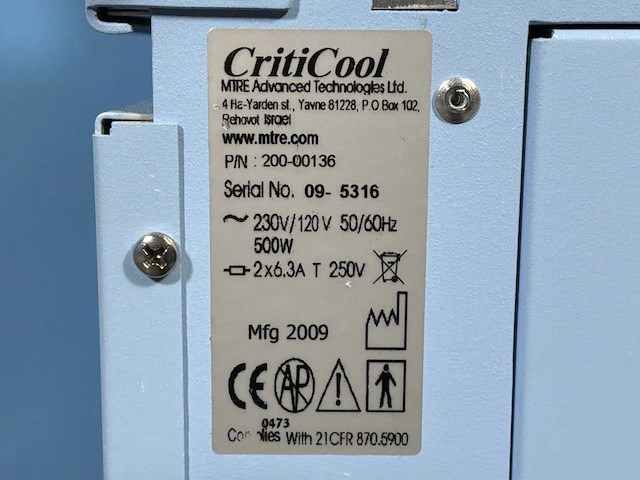 CritiCool
MTRE Advanced Technologies Ltd.
4 Ha-Yarden st., Yavne 81228, P.O Box 102,
Rehovot Israel
www.mtre.com
P/N : 200-00136
Serial No. 09- 5316
~ 230V/120V 50/60Hz
500W
2x6.3A T 250V
Mfg 2009
CE AP
0473
Complies With 21CFR 870.5900